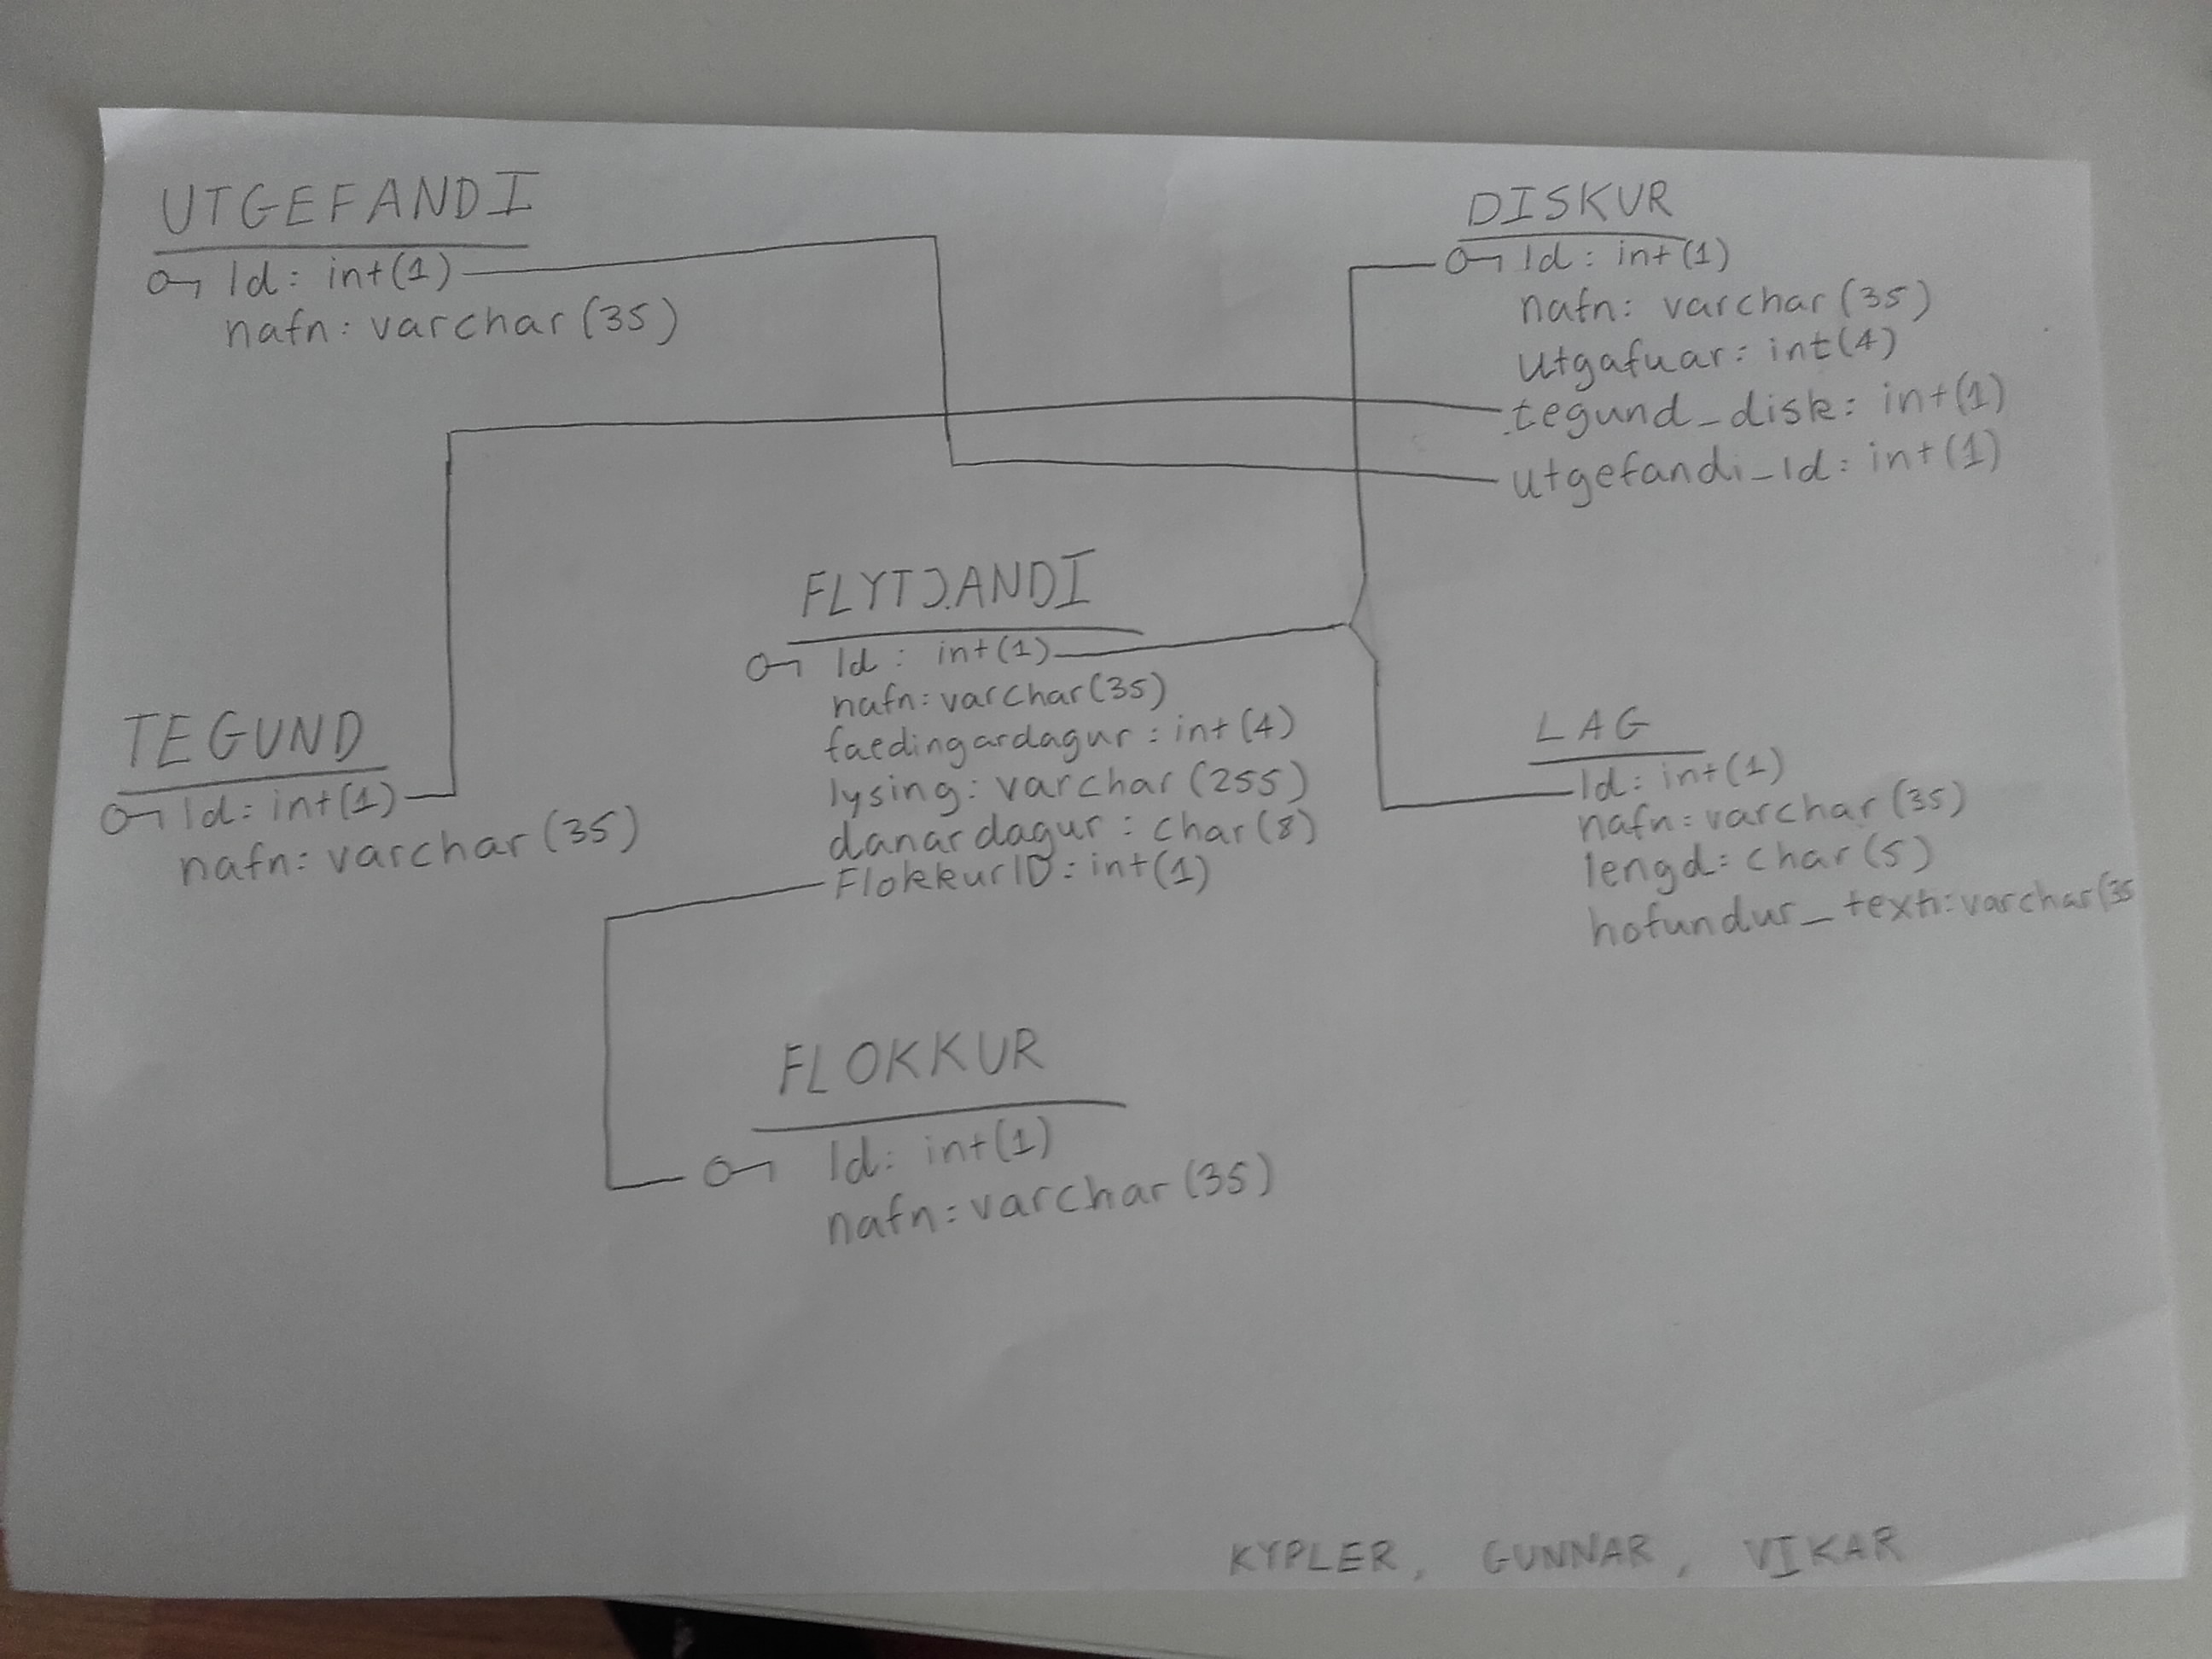 UTGEFANDI
Id: int(1)
nafn: varchar(35)
DISKUR
Id: int(1)
nafn: varchar(35)
utgafuar: int(4)
tegund_disk: int(1)
utgefandi_Id: int(1)
TEGUND
Id: int(1)
nafn: varchar(35)
FLYTJANDI
Id: int(1)
nafn: varchar(35)
faedingardagur: int(4)
lysing: varchar(255)
danardagur: char(8)
FlokkurID: int(1)
LAG
Id: int(1)
nafn: varchar(35)
lengd: char(5)
hofundur_texti: varchar(35
FLOKKUR
Id: int(1)
nafn: varchar(35)
KYPLER, GUNNAR, VIKAR